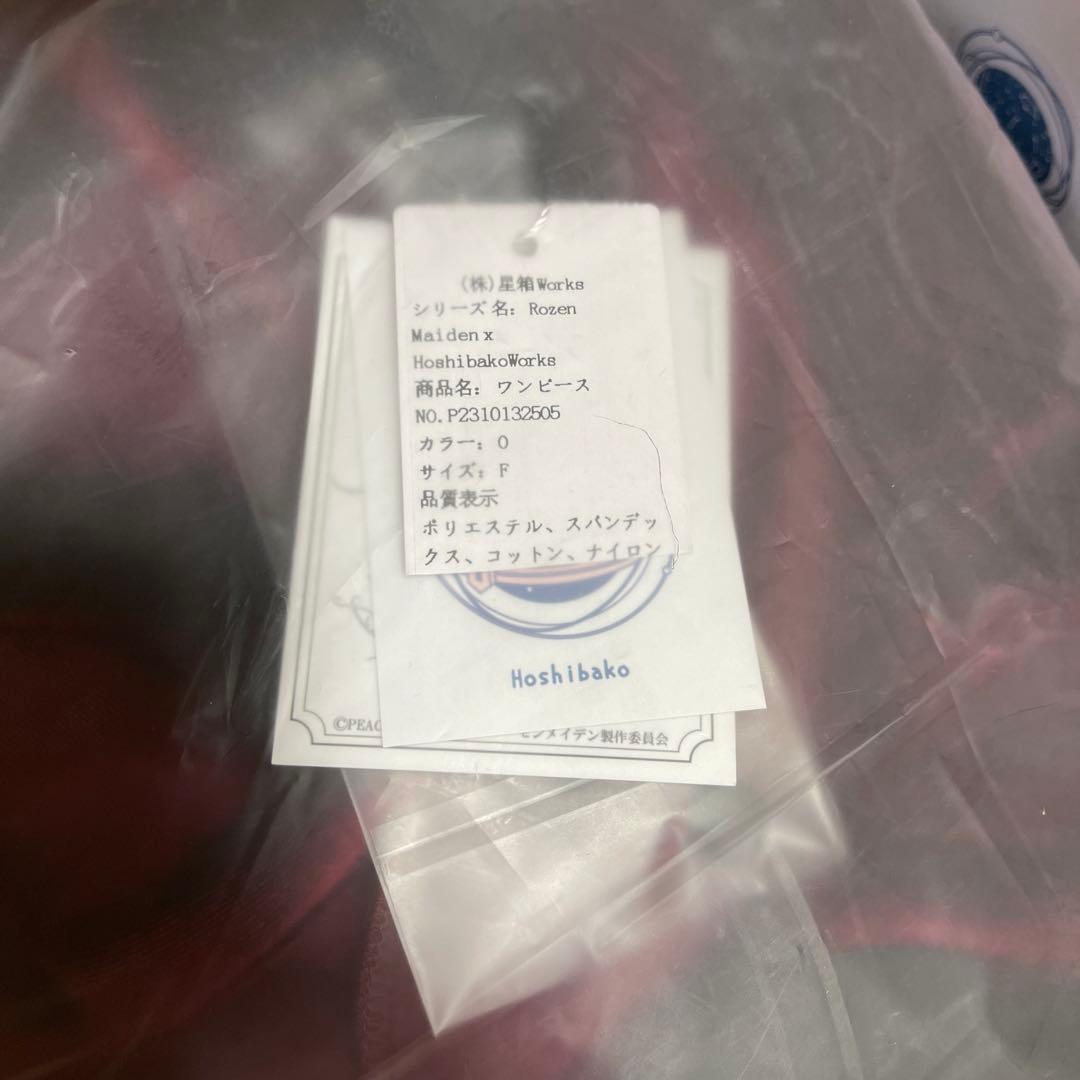 (株)星箱Works
シリーズ名: Rozen
Maiden x
HoshibakoWorks
商品名: ワンピース
NO.P2310132505
カラー: O
サイズ: F
品質表示
ポリエステル、スパンデッ
クス、コットン、ナイロン
Hoshibako
©PEAC
ンメイデン製作委員会